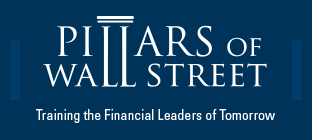 PILLARS OF
WALL STREET
Training the Financial Leaders of Tomorrow